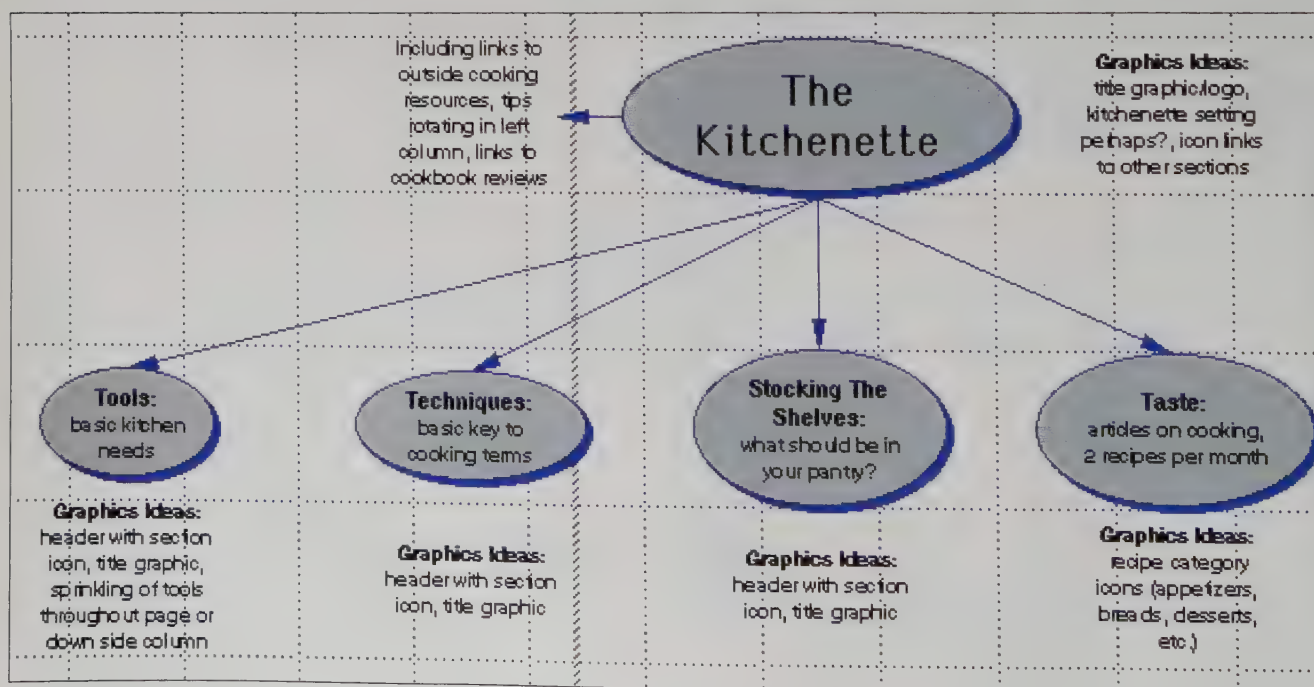 Including links to
outside cooking
resources, tips
rotating in left
column, links to
cookbook reviews
The
Kitchenette
Graphics Ideas:
title graphic/logo,
kitchenette setting
perhaps?, icon links
to other sections
Tools:
basic kitchen
needs
Techniques:
basic key to
cooking terms
Stocking The
Shelves:
what should be in
your pantry?
Taste:
articles on cooking,
2 recipes per month
Graphics Ideas:
header with section
icon, title graphic,
sprinkling of tools
throughout page or
down side column
Graphics Ideas:
header with section
icon, title graphic
Graphics Ideas:
header with section
icon, title graphic
Graphics Ideas:
recipe category
icons (appetizers,
breads, desserts,
etc.)